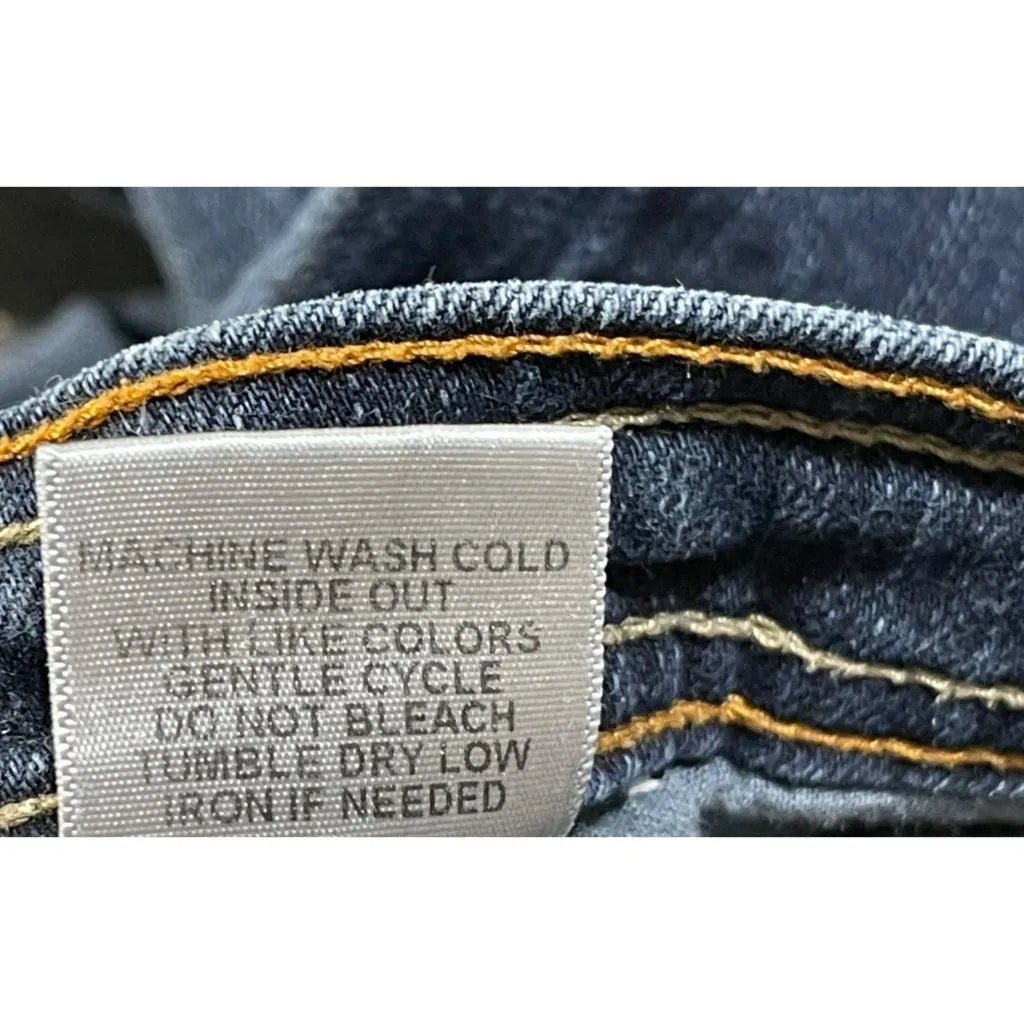 MACHINE WASH COLD
INSIDE OUT
WITH LIKE COLORS
GENTLE CYCLE
DO NOT BLEACH
TUMBLE DRY LOW
IRON IF NEEDED